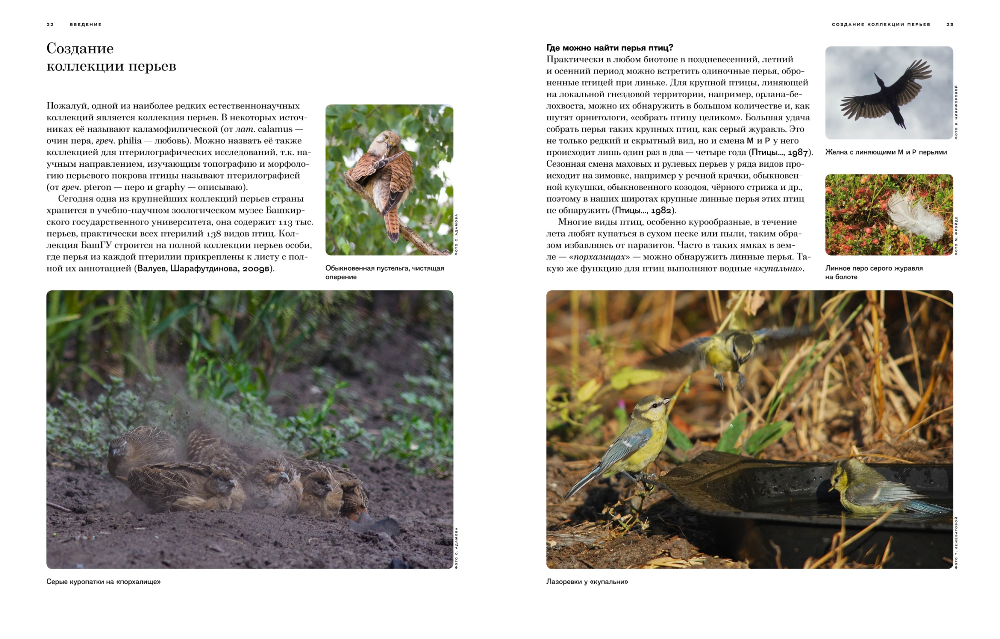 22 ВВЕДЕНИЕ
Создание
коллекции перьев
Пожалуй, одной из наиболее редких естественнонаучных
коллекций является коллекция перьев. В некоторых источ-
никах её называют каламофилической (от лат. calamus —
очин пера, греч. philia — любовь). Можно назвать её также
коллекцией для птерилографических исследований, т.к. на-
учным направлением, изучающим топографию и морфоло-
гию перьевого покрова птицы называют птерилографией
(от греч. pteron — перо и graphy — описываю).
Сегодня одна из крупнейших коллекций перьев страны
хранится в учебно-научном зоологическом музее Башкир-
ского государственного университета, она содержит 113 тыс.
перьев, практически всех птерилий 138 видов птиц. Кол-
лекция БашГУ строится на полной коллекции перьев особи,
где перья из каждой птерилии прикреплены к листу с пол-
ной их аннотацией (Валуев, Шарафутдинова, 2009в).
ФОТО С. АДАМОВА
Обыкновенная пустельга, чистящая
оперение
ФОТО С. АДАМОВА
Серые куропатки на «порхалище»
СОЗДАНИЕ КОЛЛЕКЦИИ ПЕРЬЕВ 23
Где можно найти перья птиц?
Практически в любом биотопе в поздневесенний, летний
и осенний период можно встретить одиночные перья, обро-
ненные птицей при линьке. Для крупной птицы, линяющей
на локальной гнездовой территории, например, орлана-бе-
лохвоста, можно их обнаружить в большом количестве и, как
шутят орнитологи, «собрать птицу целиком». Большая удача
собрать перья таких крупных птиц, как серый журавль. Это
не только редкий и скрытный вид, но и смена М и Р у него
происходит лишь один раз в два — четыре года (Птицы..., 1987).
Сезонная смена маховых и рулевых перьев у ряда видов про-
исходит на зимовке, например у речной крачки, обыкновен-
ной кукушки, обыкновенного козодоя, чёрного стрижа и др.,
поэтому в наших широтах крупные линные перья этих птиц
не обнаружить (Птицы..., 1982).
Многие виды птиц, особенно курообразные, в течение
лета любят купаться в сухом песке или пыли, таким обра-
зом избавляясь от паразитов. Часто в таких ямках в зем-
ле — «порхалищах» — можно обнаружить линные перья. Та-
кую же функцию для птиц выполняют водные «купальни».
ФОТО В. НИКИФОРОВОЙ
Желна с линяющими М и Р перьями
ФОТО М. ФРОЙДЕ
Линное перо серого журавля
на болоте
ФОТО Т. КЕЖЕВАТОВОЙ
Лазоревки у «купальни»